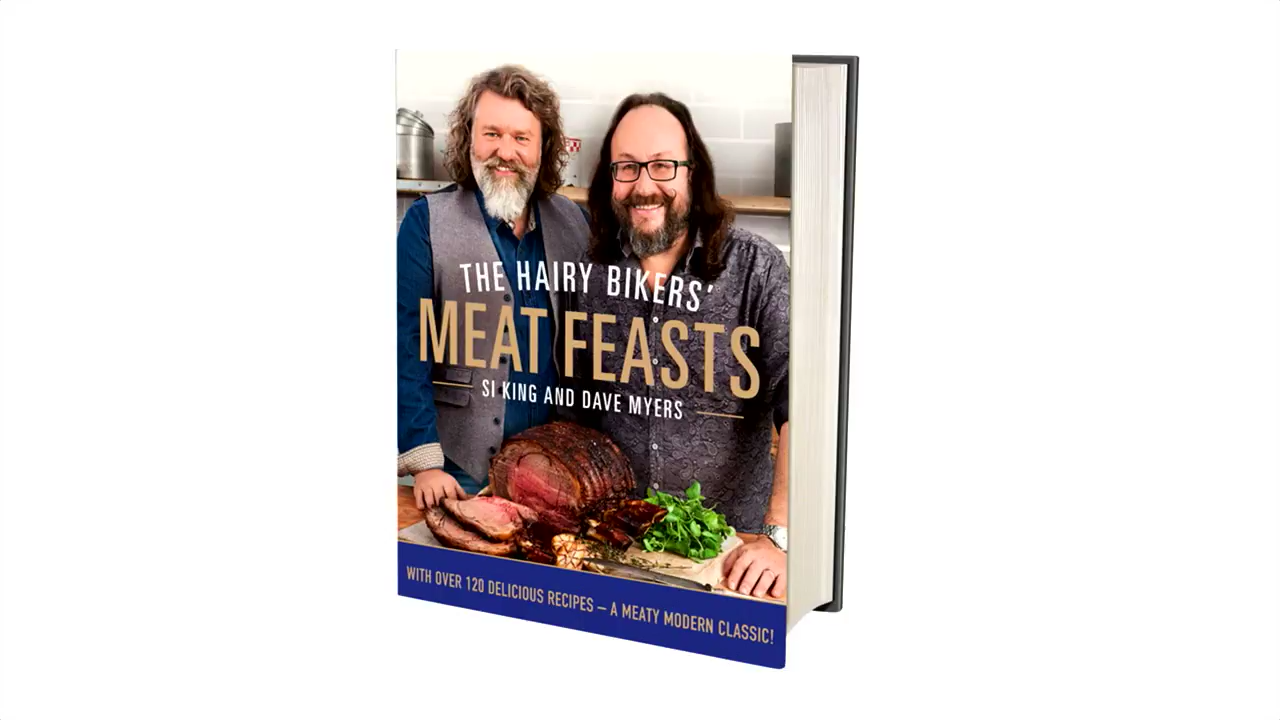 THE HAIRY BIKERS'
MEAT FEASTS
SI KING AND DAVE MYERS
WITH OVER 120 DELICIOUS RECIPES – A MEATY MODERN CLASSIC!